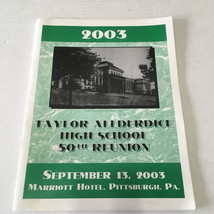 2003
TAYLOR ALLDERDICE
HIGH SCHOOL
50TH REUNION
SEPTEMBER 13, 2003
MARRIOTT HOTEL, PITTSBURGH, PA.